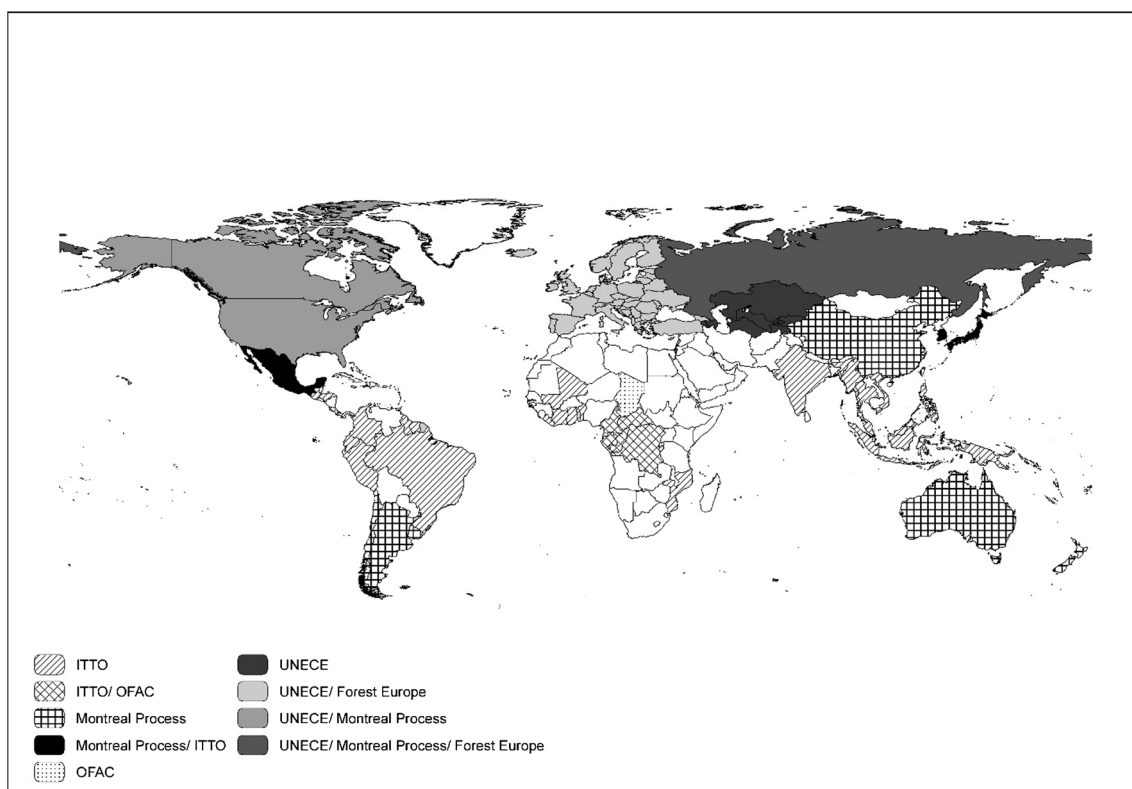 ITTO
ITTO/ OFAC
Montreal Process
Montreal Process/ ITTO
OFAC
UNECE
UNECE/ Forest Europe
UNECE/ Montreal Process
UNECE/ Montreal Process/ Forest Europe